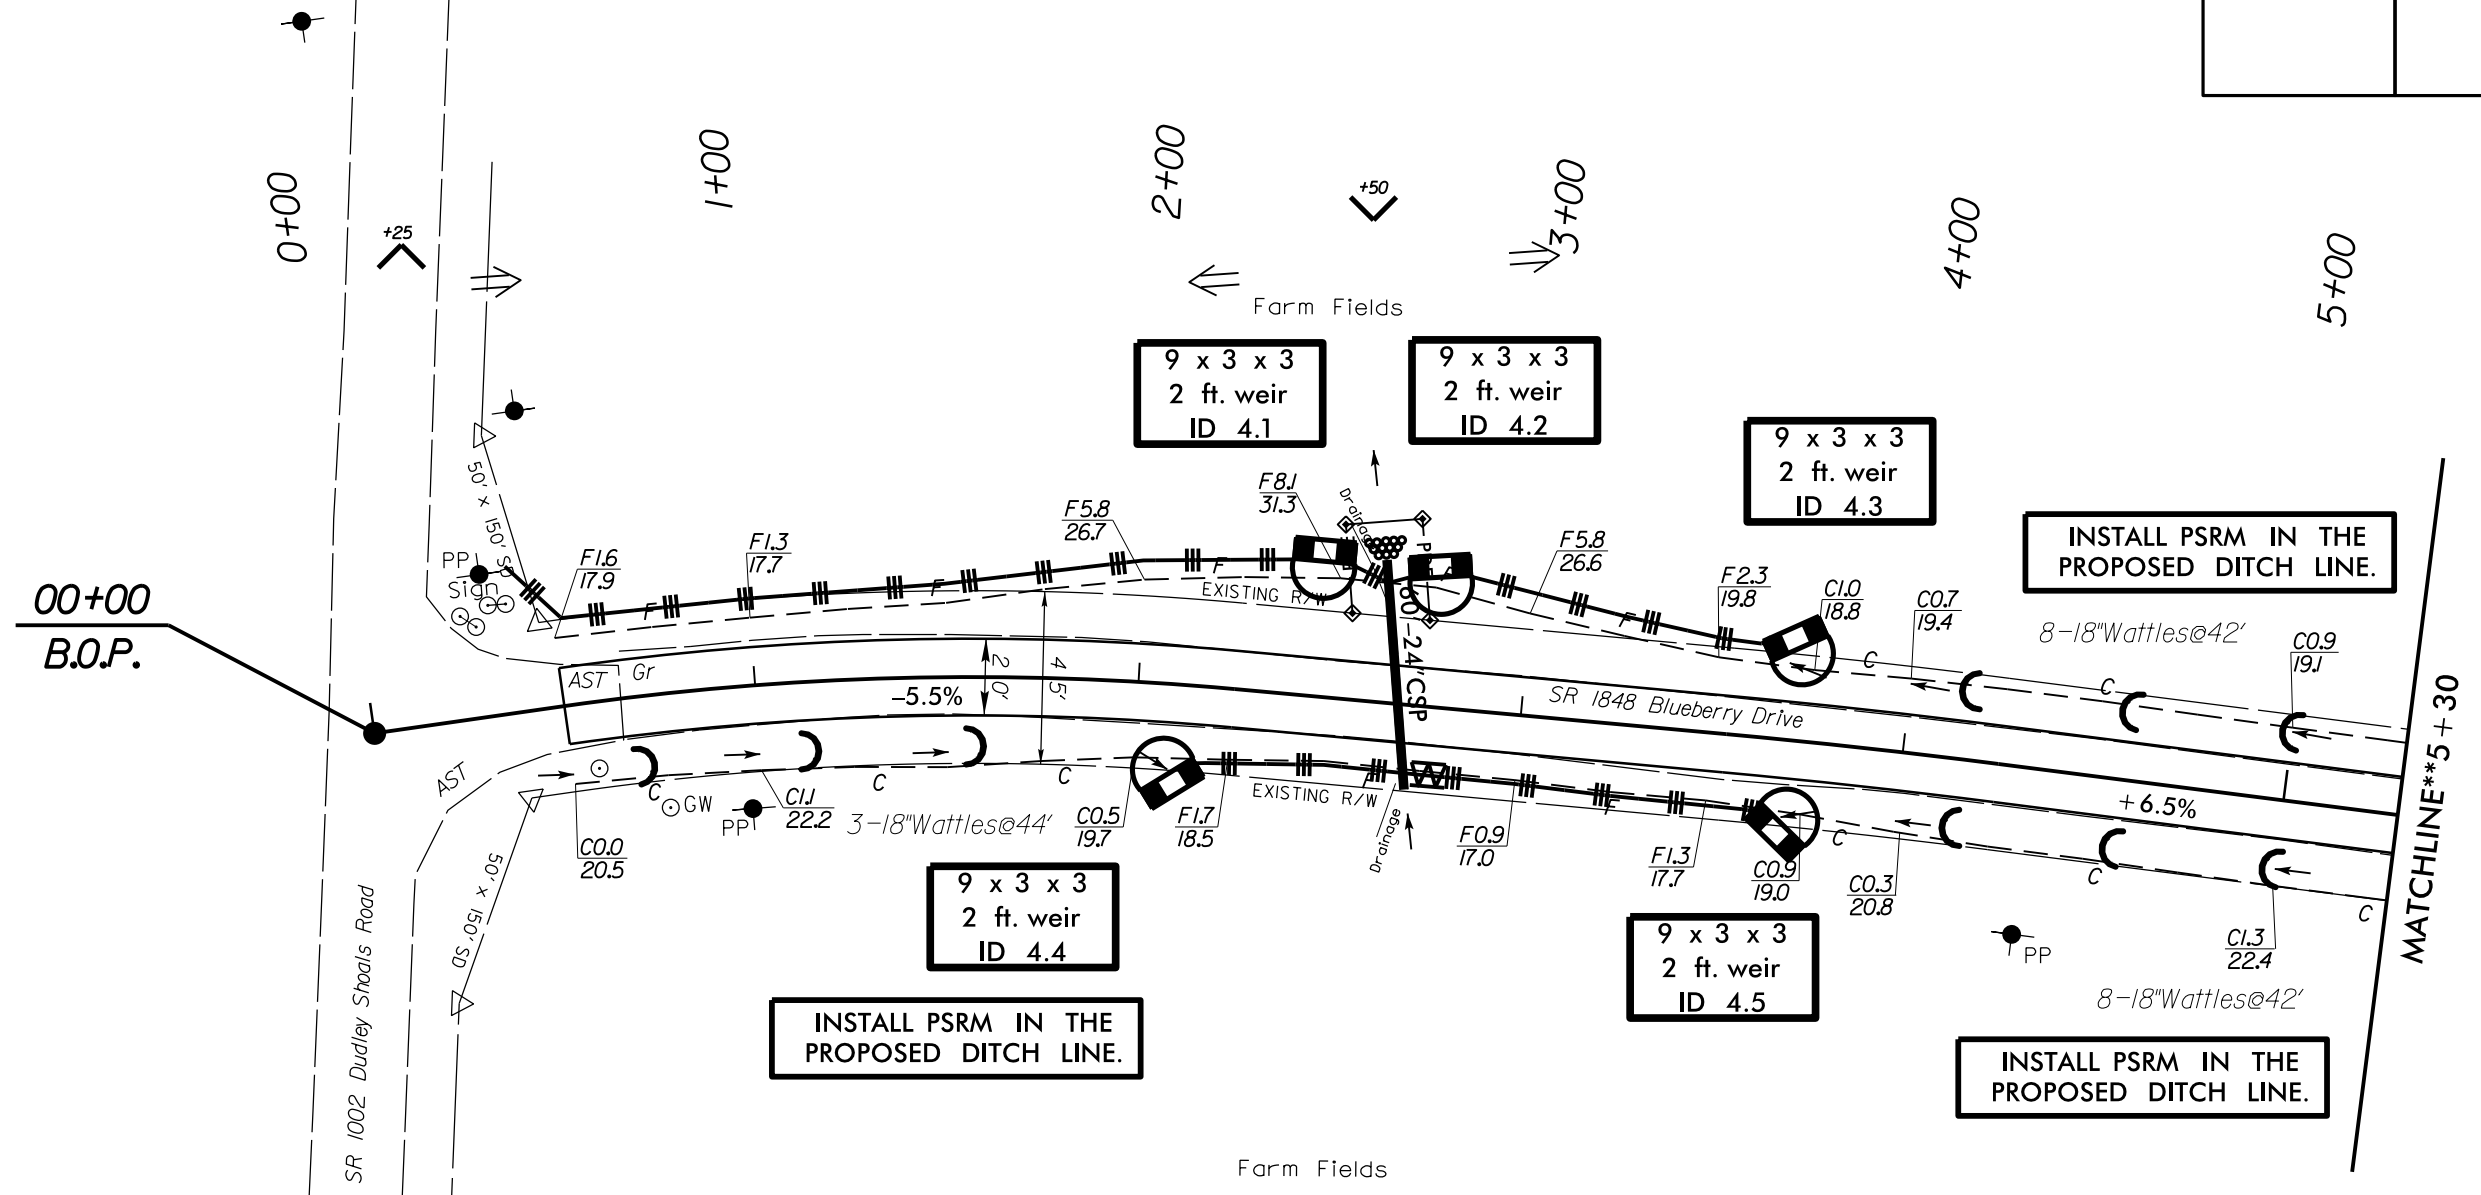 0+00
1+00
2+00
3+00
4+00
5+00
+25
+50
Farm Fields
9 x 3 x 3
2 ft. weir
ID 4.1
9 x 3 x 3
2 ft. weir
ID 4.2
9 x 3 x 3
2 ft. weir
ID 4.3
INSTALL PSRM IN THE
PROPOSED DITCH LINE.
50' x 150' SD
PP
Sign
F1.6
17.9
F1.3
17.7
F5.8
26.7
F8.1
31.3
Drainage
F5.8
26.6
F2.3
19.8
C1.0
18.8
C0.7
19.4
8-18"Wattles@42'
C0.9
19.1
00+00
B.O.P.
F
F
F
F
EXISTING R/W
C
C
AST
Gr
20'
45'
-5.5%
60'-24"CSP
SR 1848 Blueberry Drive
+6.5%
MATCHLINE**5+30
AST
C
GW
PP
C
C
C1.1
22.2
3-18"Wattles@44'
C0.0
20.5
C0.5
19.7
F1.7
18.5
EXISTING R/W
F
F
Drainage
F0.9
17.0
F1.3
17.7
C0.9
19.0
C
C0.3
20.8
C
C
C1.3
22.4
PP
8-18"Wattles@42'
50' x 150' SD
9 x 3 x 3
2 ft. weir
ID 4.4
9 x 3 x 3
2 ft. weir
ID 4.5
INSTALL PSRM IN THE
PROPOSED DITCH LINE.
INSTALL PSRM IN THE
PROPOSED DITCH LINE.
SR 1002 Dudley Shoals Road
Farm Fields